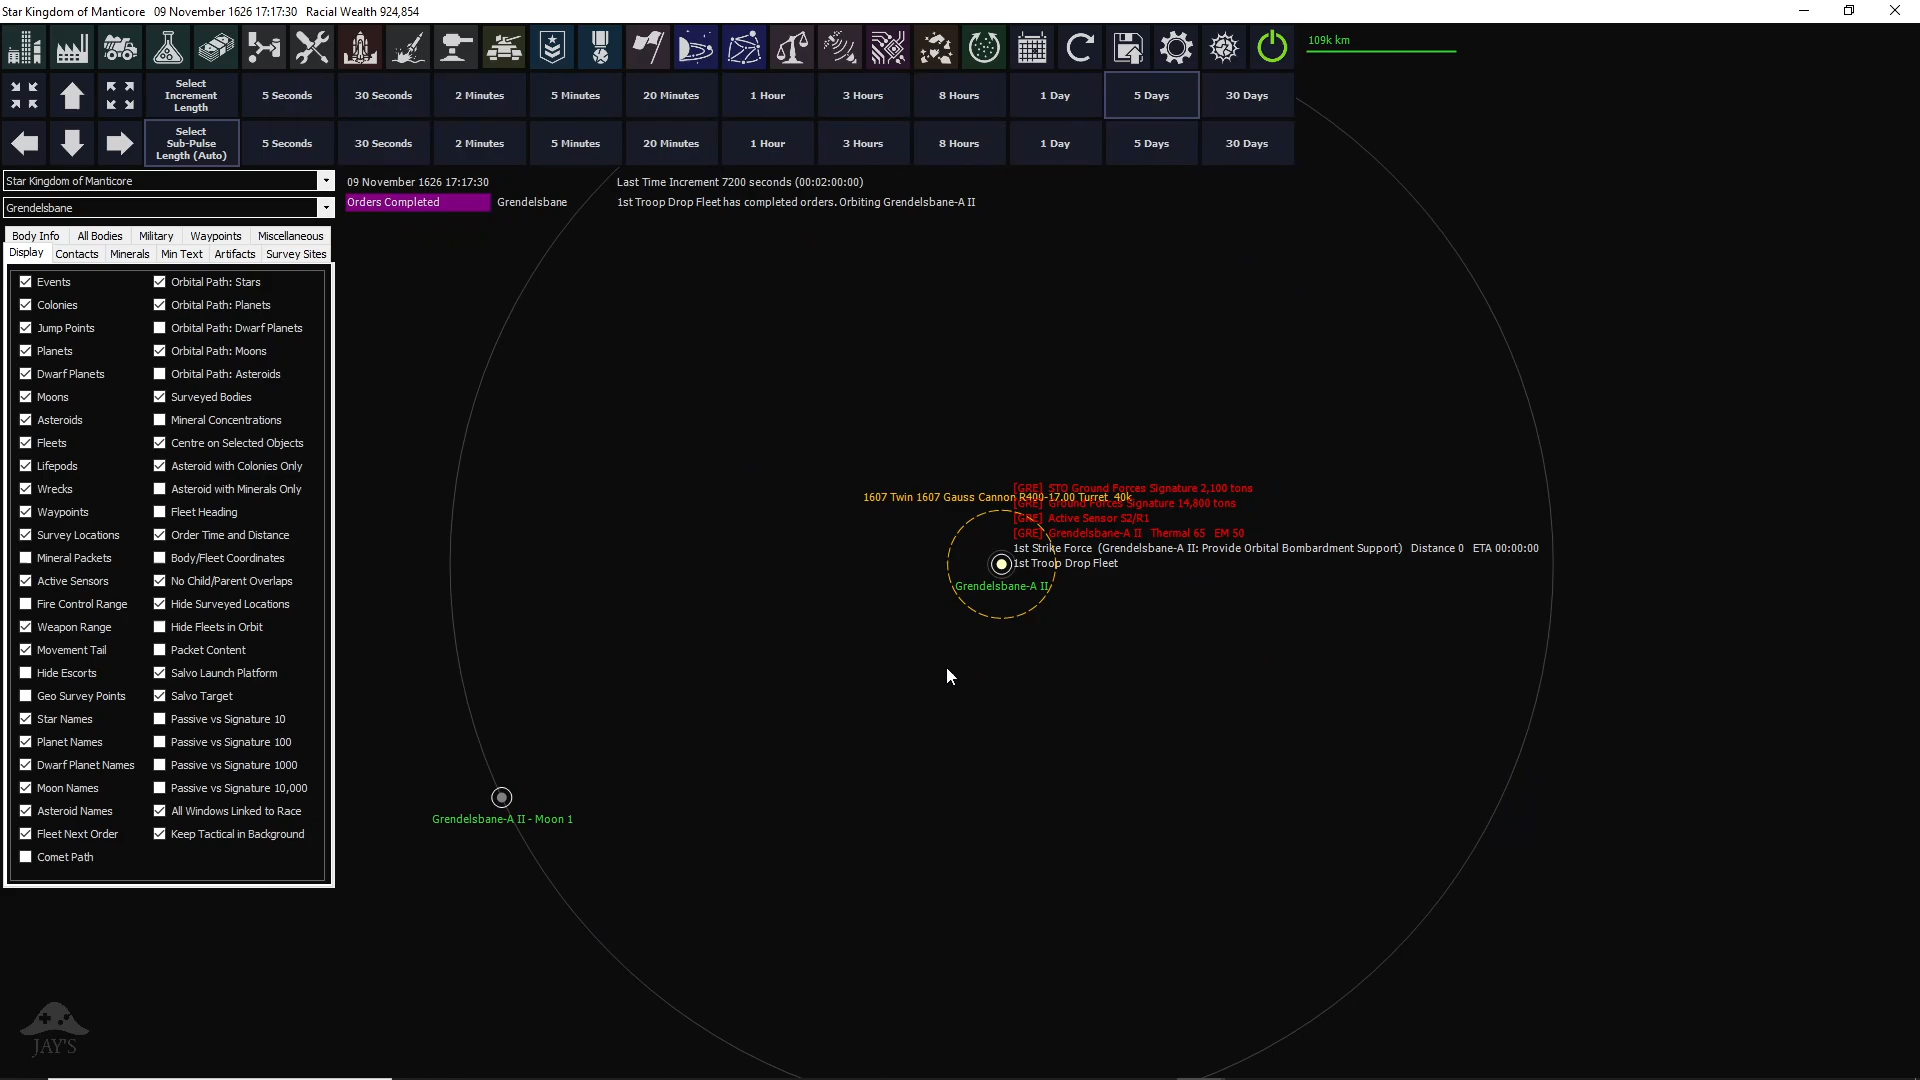 Star Kingdom of Manticore   09 November 1626 17:17:30   Racial Wealth 924,854
109k km
Select Increment Length   5 Seconds   30 Seconds   2 Minutes   5 Minutes   20 Minutes   1 Hour   3 Hours   8 Hours   1 Day   5 Days   30 Days
Select Sub-Pulse Length (Auto)   5 Seconds   30 Seconds   2 Minutes   5 Minutes   20 Minutes   1 Hour   3 Hours   8 Hours   1 Day   5 Days   30 Days
Star Kingdom of Manticore   09 November 1626 17:17:30   Last Time Increment 7200 seconds (00:02:00:00)
Grendelsbane   Orders Completed   Grendelsbane   1st Troop Drop Fleet has completed orders. Orbiting Grendelsbane-A II
Body Info   All Bodies   Military   Waypoints   Miscellaneous
Display   Contacts   Minerals   Min Text   Artifacts   Survey Sites
Events   Orbital Path: Stars
Colonies   Orbital Path: Planets
Jump Points   Orbital Path: Dwarf Planets
Planets   Orbital Path: Moons
Dwarf Planets   Orbital Path: Asteroids
Moons   Surveyed Bodies
Asteroids   Mineral Concentrations
Fleets   Centre on Selected Objects
Lifepods   Asteroid with Colonies Only
Wrecks   Asteroid with Minerals Only
Waypoints   Fleet Heading
Survey Locations   Order Time and Distance
Mineral Packets   Body/Fleet Coordinates
Active Sensors   No Child/Parent Overlaps
Fire Control Range   Hide Surveyed Locations
Weapon Range   Hide Fleets in Orbit
Movement Tail   Packet Content
Hide Escorts   Salvo Launch Platform
Geo Survey Points   Salvo Target
Star Names   Passive vs Signature 10
Planet Names   Passive vs Signature 100
Dwarf Planet Names   Passive vs Signature 1000
Moon Names   Passive vs Signature 10,000
Asteroid Names   All Windows Linked to Race
Fleet Next Order   Keep Tactical in Background
Comet Path
[GRE]  STO Ground Forces Signature 2,100 tons
1607 Twin 1607 Gauss Cannon R400-17.00 Turret  40k
[GRE]  Ground Forces Signature 14,800 tons
[GRE]  Active Sensor S2/R1
[GRE]  Grendelsbane-A II   Thermal 65   EM 50
1st Strike Force  (Grendelsbane-A II: Provide Orbital Bombardment Support)   Distance 0   ETA 00:00:00
1st Troop Drop Fleet
Grendelsbane-A II
Grendelsbane-A II - Moon 1
JAY'S